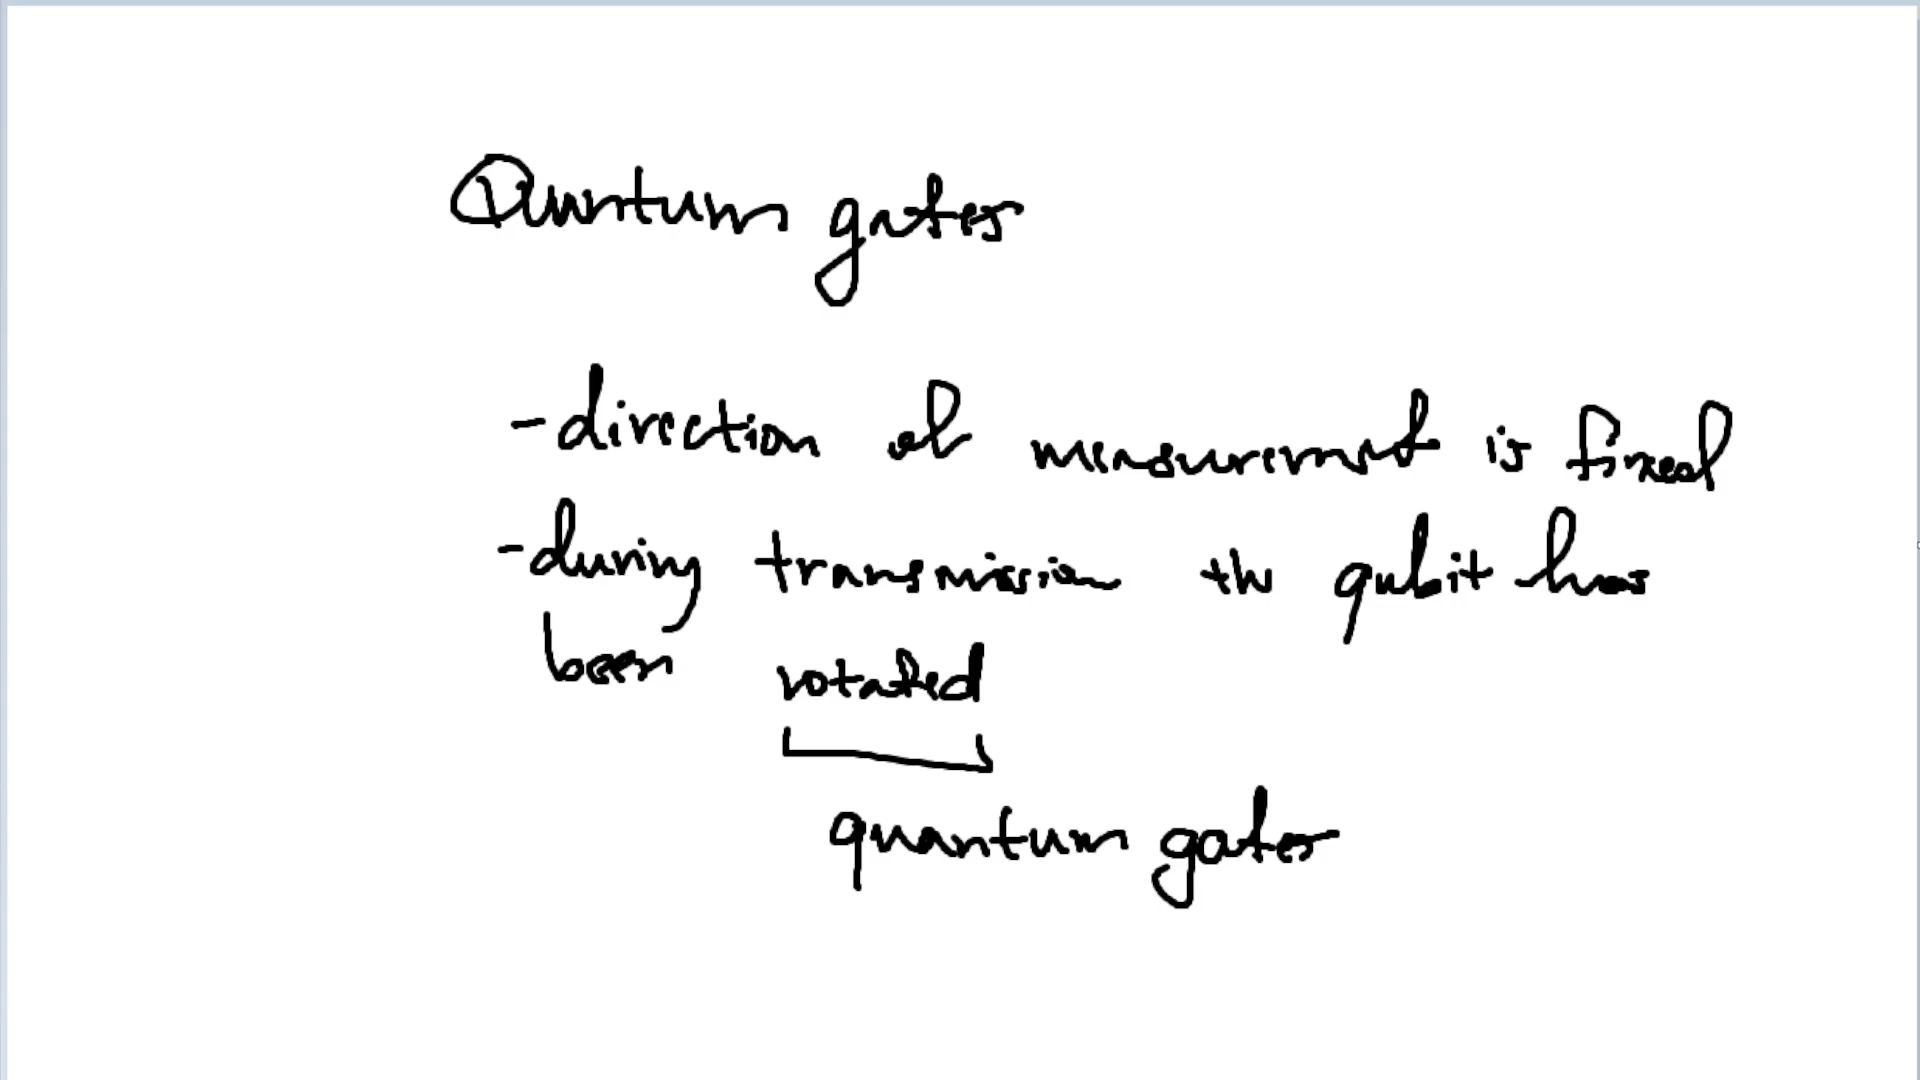 Quantum gates
- direction of measurement is fixed
- during transmission the qubit has
been rotated
quantum gates